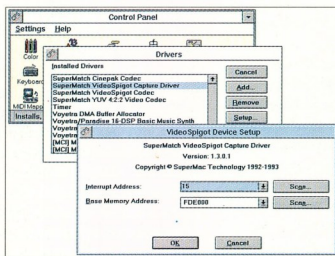 Control Panel
Settings Help
Color
Keyboard
MIDI Mapper
Installs,
Drivers
Installed Drivers
SuperMatch Cinepak Codec
SuperMatch VideoSpigot Capture Driver
SuperMatch VideoSpigot Codec
SuperMatch YUV 4:2:2 Video Codec
Timer
Voyetra DMA Buffer Allocator
Voyetra/Paradise 16-DSP Basic Music Synth
Voyetra
Voyetra
[MCI] M
[MCI] M
Cancel
Add...
Remove
Setup...
VideoSpigot Device Setup
SuperMatch VideoSpigot Capture Driver
Version: 1.3.0.1
Copyright © SuperMac Technology 1992-1993
Interrupt Address:
15
Scan...
Base Memory Address:
FDE000
Scan...
OK
Cancel